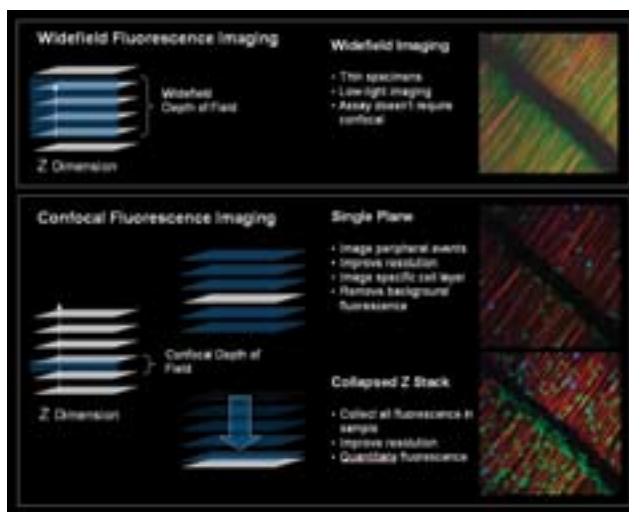 Widefield Fluorescence Imaging
Widefield
Depth of Field
Z Dimension
Widefield Imaging
• Thin specimens
• Low-light imaging
• Assay doesn't require
confocal
Confocal Fluorescence Imaging
Confocal Depth of
Field
Z Dimension
Single Plane
• Image peripheral events
• Improve resolution
• Image specific cell layer
• Remove background
fluorescence
Collapsed Z Stack
• Collect all fluorescence in
sample
• Improve resolution
• Quantitate fluorescence